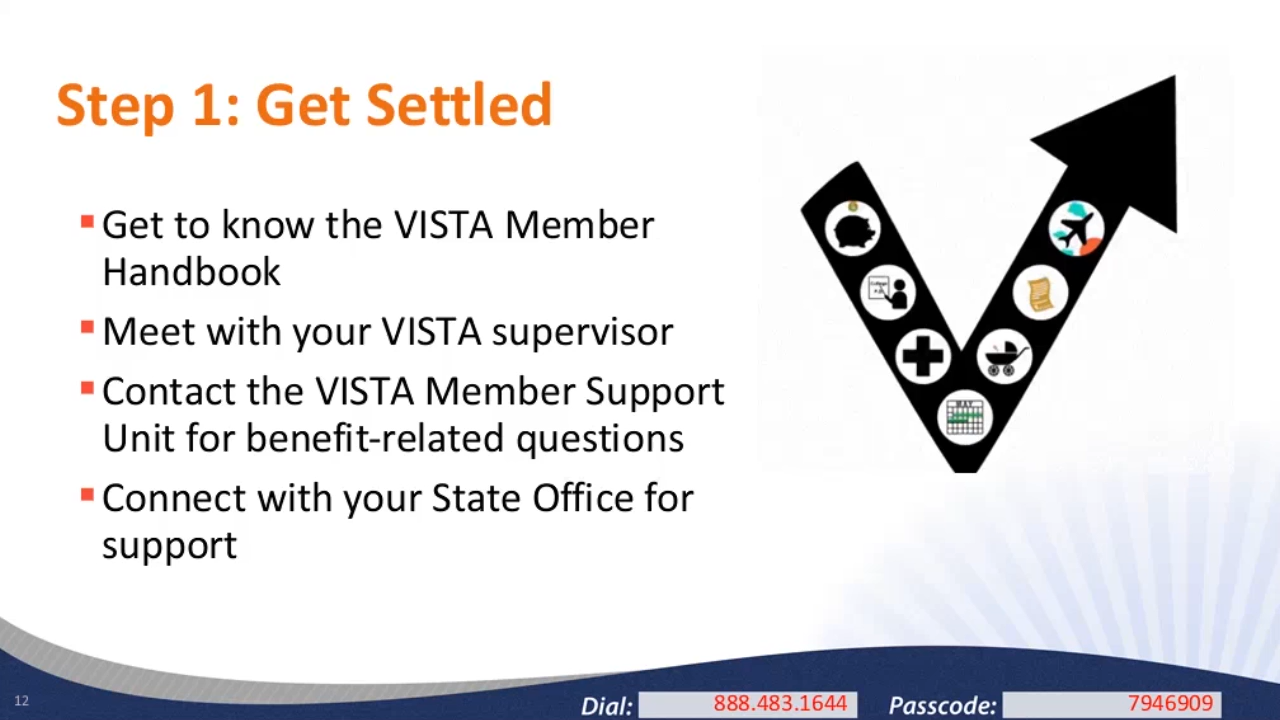 Step 1: Get Settled
▪Get to know the VISTA Member
Handbook
▪Meet with your VISTA supervisor
▪Contact the VISTA Member Support
Unit for benefit-related questions
▪Connect with your State Office for
support
MAY
12
Dial: 888.483.1644 Passcode: 7946909